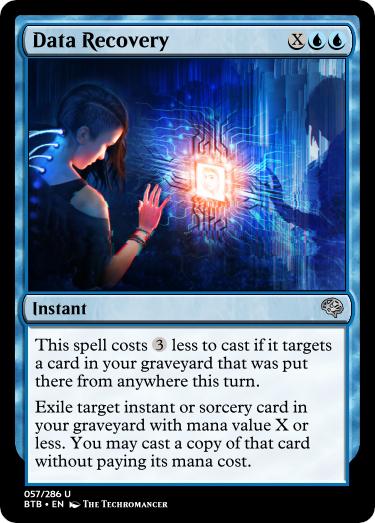 Data Recovery X
Instant
This spell costs 3 less to cast if it targets
a card in your graveyard that was put
there from anywhere this turn.
Exile target instant or sorcery card in
your graveyard with mana value X or
less. You may cast a copy of that card
without paying its mana cost.
057/286 U
BTB • EN The Techromancer